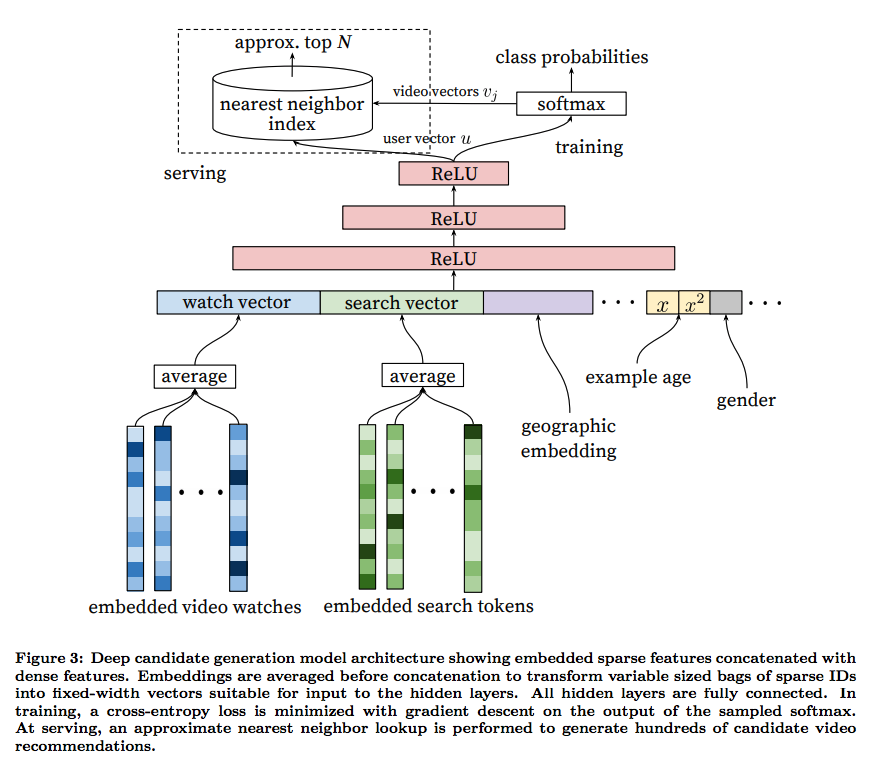 approx. top N
class probabilities
nearest neighbor
index
video vectors v_j
softmax
user vector u
training
serving
ReLU
ReLU
ReLU
watch vector
search vector
x
x²
average
average
example age
gender
geographic
embedding
embedded video watches
embedded search tokens
Figure 3: Deep candidate generation model architecture showing embedded sparse features concatenated with
dense features. Embeddings are averaged before concatenation to transform variable sized bags of sparse IDs
into fixed-width vectors suitable for input to the hidden layers. All hidden layers are fully connected. In
training, a cross-entropy loss is minimized with gradient descent on the output of the sampled softmax.
At serving, an approximate nearest neighbor lookup is performed to generate hundreds of candidate video
recommendations.